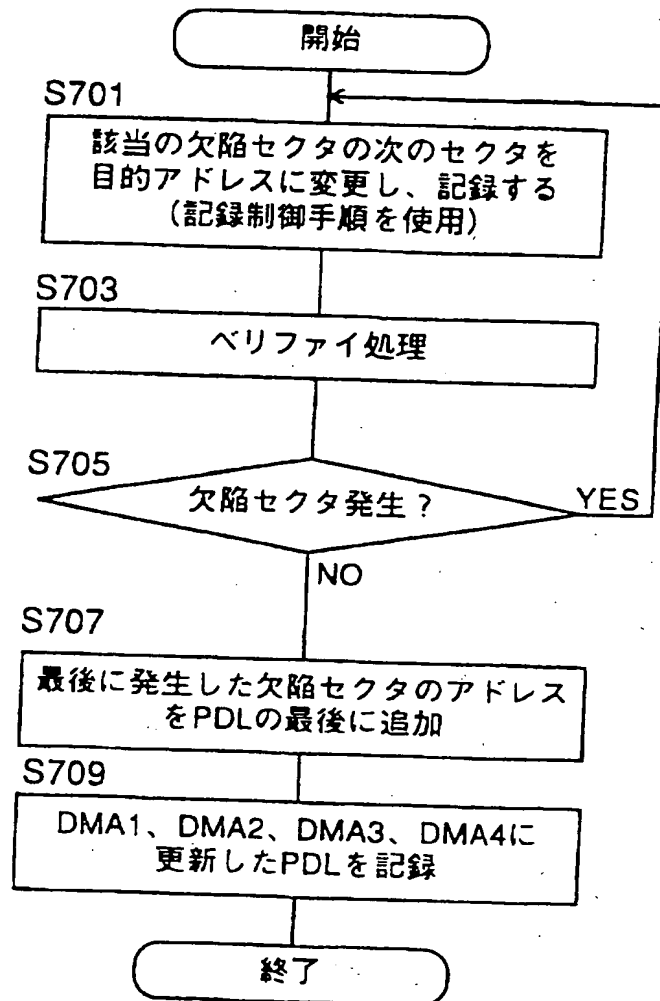 開始
S701
該当の欠陥セクタの次のセクタを
目的アドレスに変更し、記録する
(記録制御手順を使用)
S703
ベリファイ処理
S705
欠陥セクタ発生?
YES
NO
S707
最後に発生した欠陥セクタのアドレス
をPDLの最後に追加
S709
DMA1、DMA2、DMA3、DMA4に
更新したPDLを記録
終了